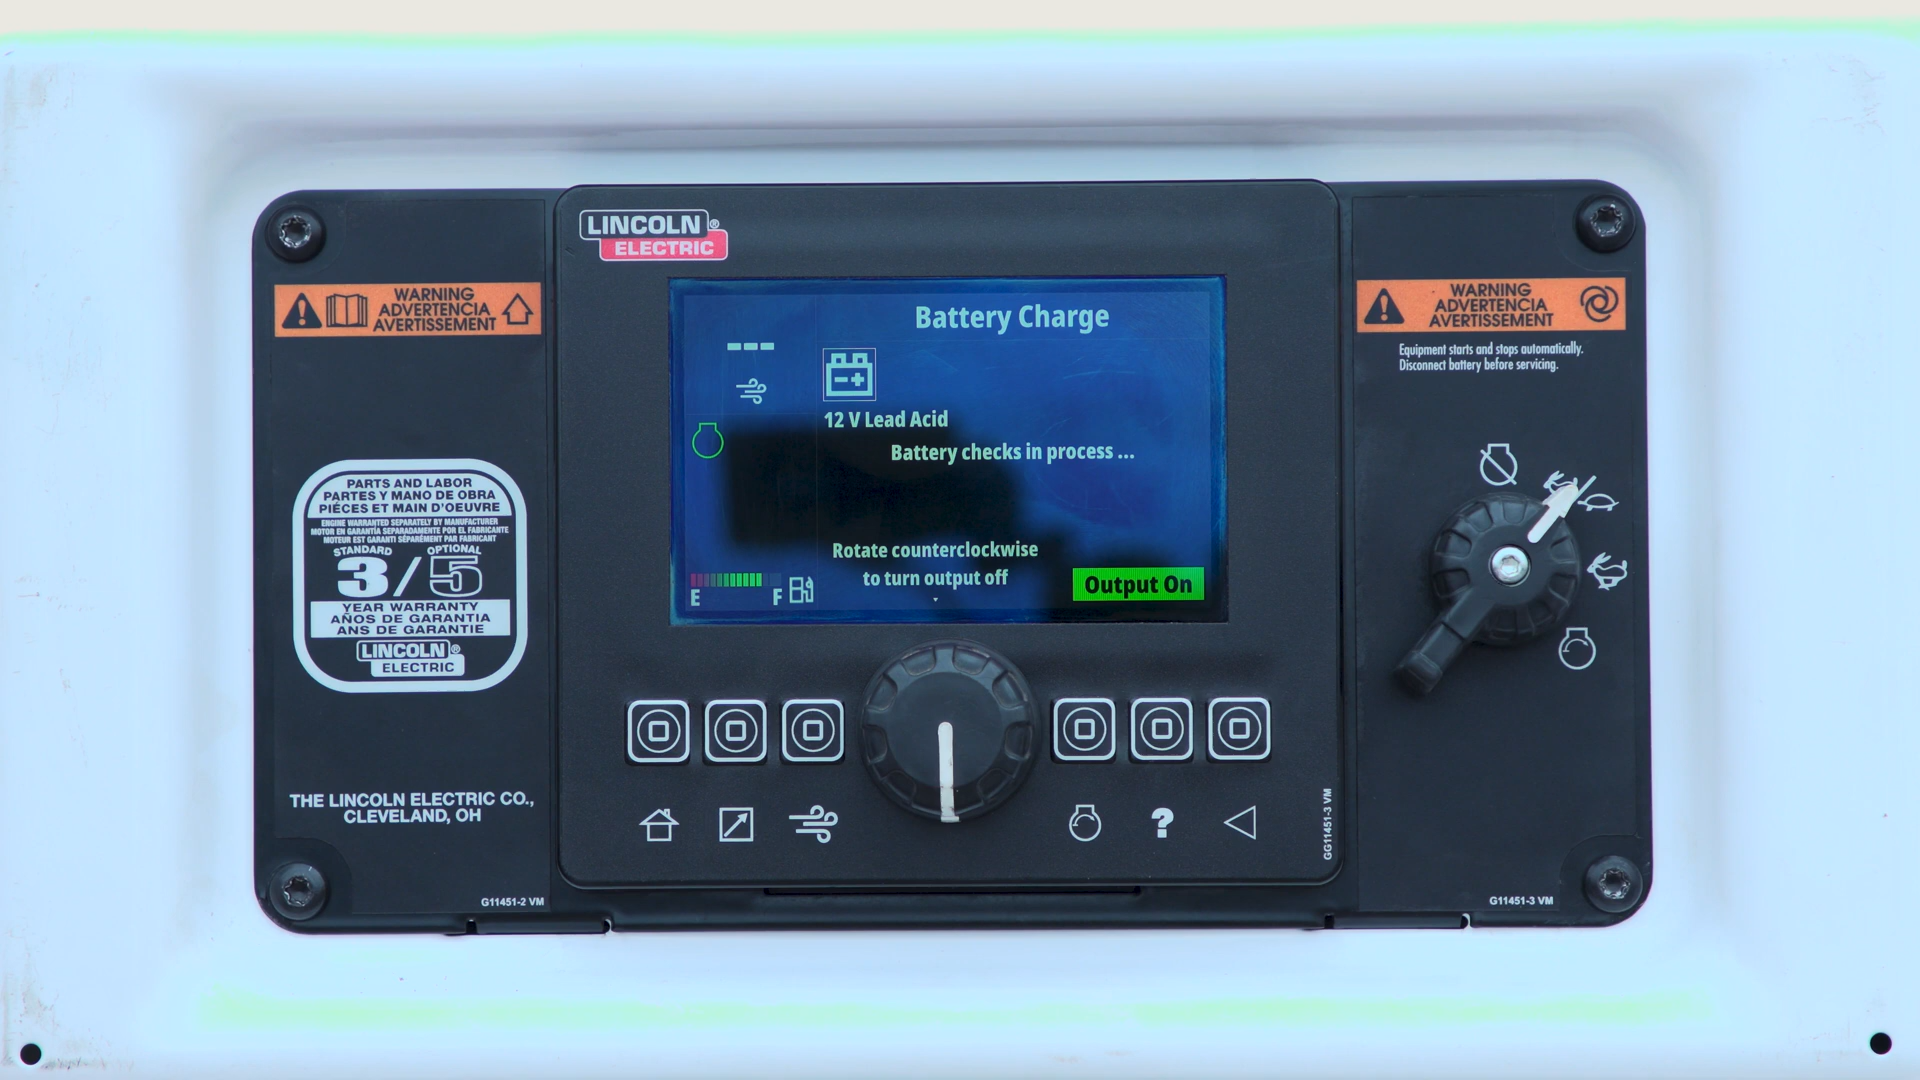 LINCOLN®
ELECTRIC
WARNING
ADVERTENCIA
AVERTISSEMENT
PARTS AND LABOR
PARTES Y MANO DE OBRA
PIÈCES ET MAIN D'OEUVRE
ENGINE WARRANTED SEPARATELY BY MANUFACTURER
MOTOR EN GARANTÍA SEPARADAMENTE POR EL FABRICANTE
MOTEUR EST GARANTI SÉPARÉMENT PAR FABRICANT
STANDARD OPTIONAL
3/5
YEAR WARRANTY
AÑOS DE GARANTIA
ANS DE GARANTIE
LINCOLN®
ELECTRIC
THE LINCOLN ELECTRIC CO.,
CLEVELAND, OH
G11451-2 VM
Battery Charge
---
12 V Lead Acid
Battery checks in process ...
Rotate counterclockwise
to turn output off
E F
Output On
?
GG11451-3 VM
WARNING
ADVERTENCIA
AVERTISSEMENT
Equipment starts and stops automatically.
Disconnect battery before servicing.
G11451-3 VM